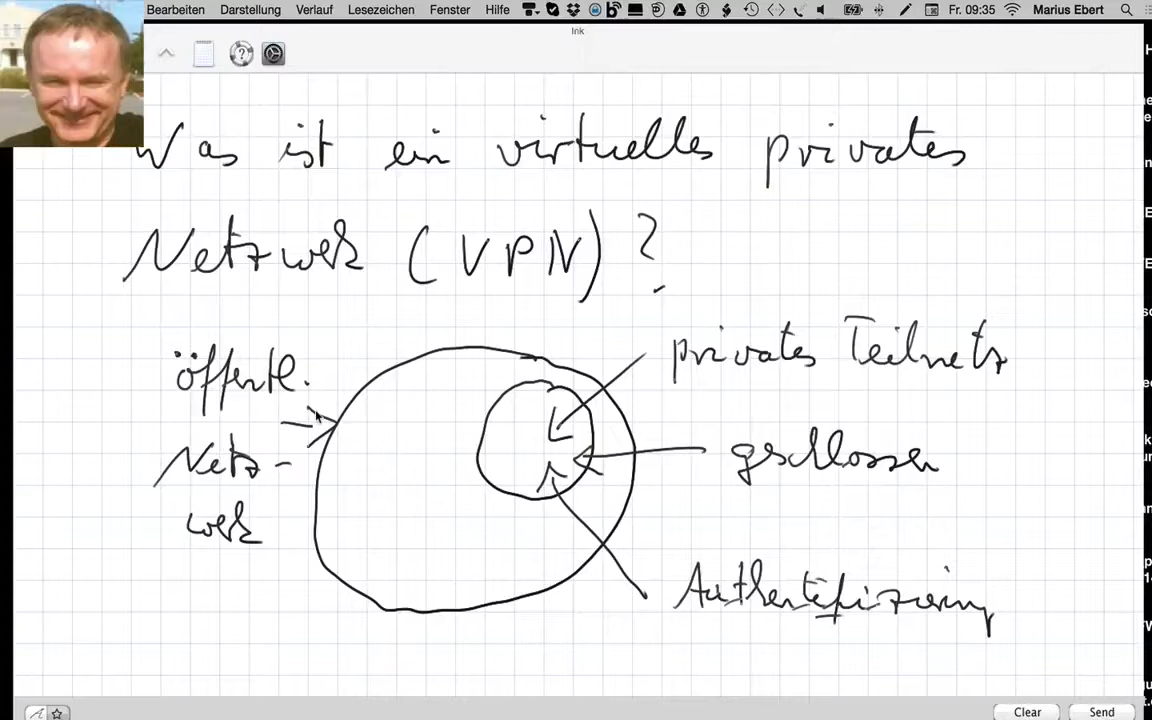 Bearbeiten Darstellung Verlauf Lesezeichen Fenster Hilfe Fr. 09:35 Marius Ebert
Ink
Was ist ein virtuelles privates
Netzwerk (VPN) ?
öffentl.
Netz-
werk
privates Teilnetz
geschlossen
Authentifizierung
Clear Send